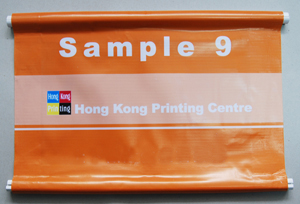 Sample 9
Hong Kong
Printing
Hong Kong Printing Centre